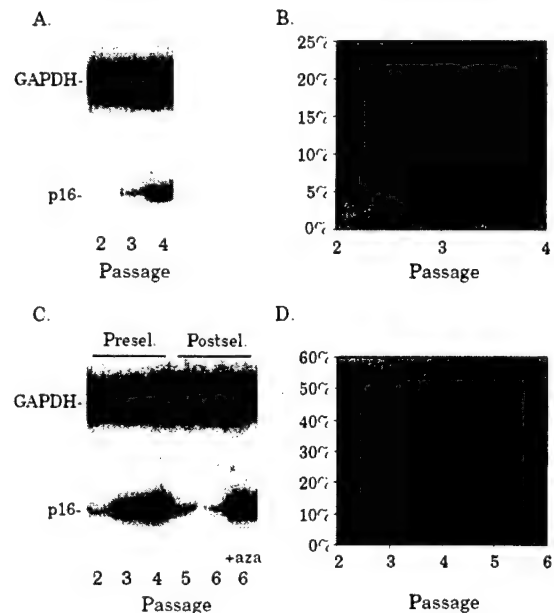 A.
GAPDH-
p16-
2 3 4
Passage
B.
25%
20%
15%
10%
5%
0%
2 3 4
Passage
C.
Presel. Postsel.
GAPDH-
p16-
+aza
2 3 4 5 6 6
Passage
D.
60%
50%
40%
30%
20%
10%
0%
2 3 4 5 6
Passage